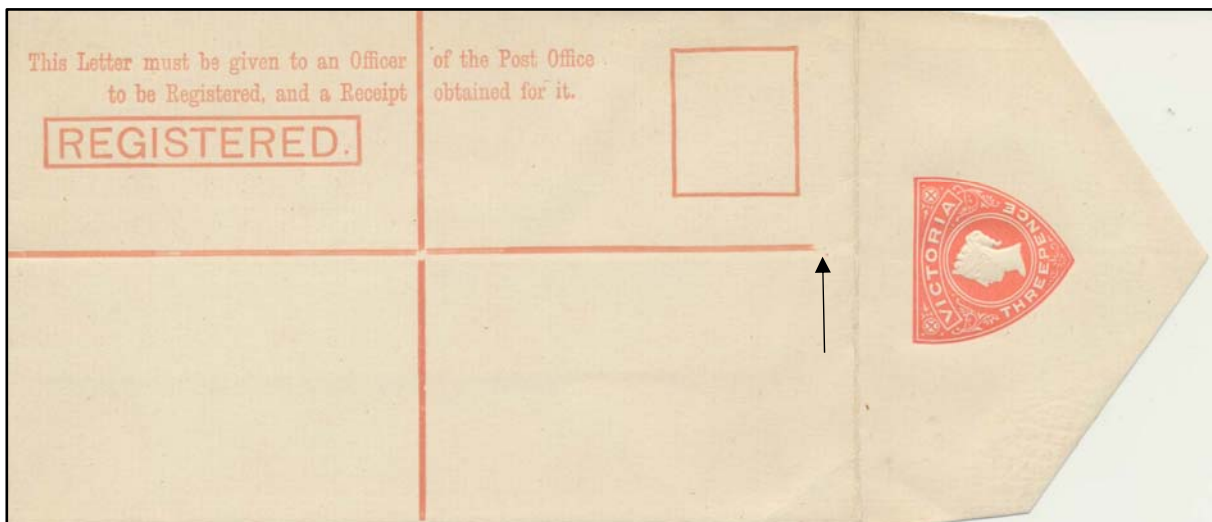 This Letter must be given to an Officer of the Post Office
to be Registered, and a Receipt obtained for it.
REGISTERED.
VICTORIA
THREEPENCE